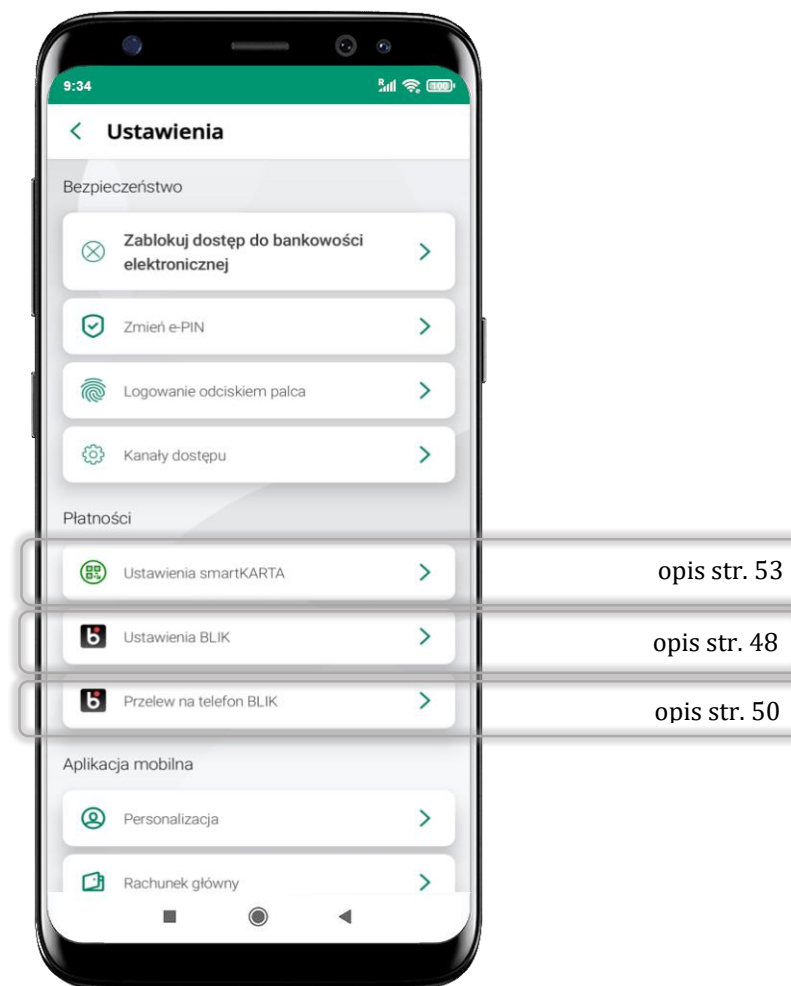 9:34
R 100
Ustawienia
Bezpieczeństwo
Zablokuj dostęp do bankowości
elektronicznej
Zmień e-PIN
Logowanie odciskiem palca
Kanały dostępu
Płatności
Ustawienia smartKARTA
opis str. 53
Ustawienia BLIK
opis str. 48
Przelew na telefon BLIK
opis str. 50
Aplikacja mobilna
Personalizacja
Rachunek główny